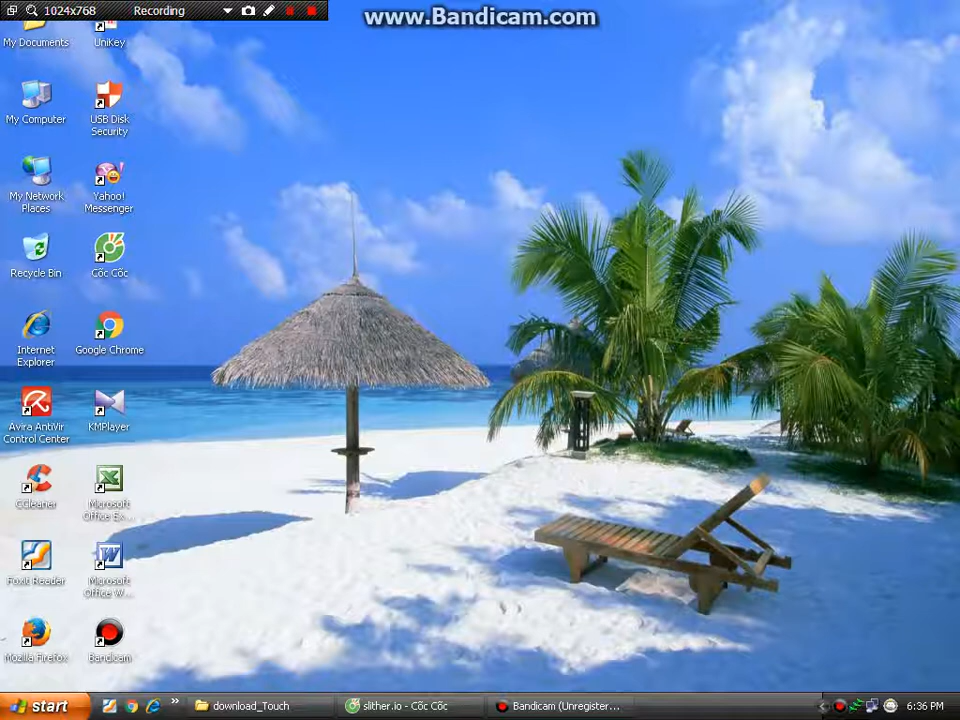 1024x768 Recording
www.Bandicam.com
My Documents
UniKey
My Computer
USB Disk
Security
My Network
Places
Yahoo!
Messenger
Recycle Bin
Cốc Cốc
Internet
Explorer
Google Chrome
Avira AntiVir
Control Center
KMPlayer
CCleaner
Microsoft
Office Ex...
Foxit Reader
Microsoft
Office W...
Mozilla Firefox
Bandicam
start
download_Touch
slither.io - Cốc Cốc
Bandicam (Unregister...
6:36 PM